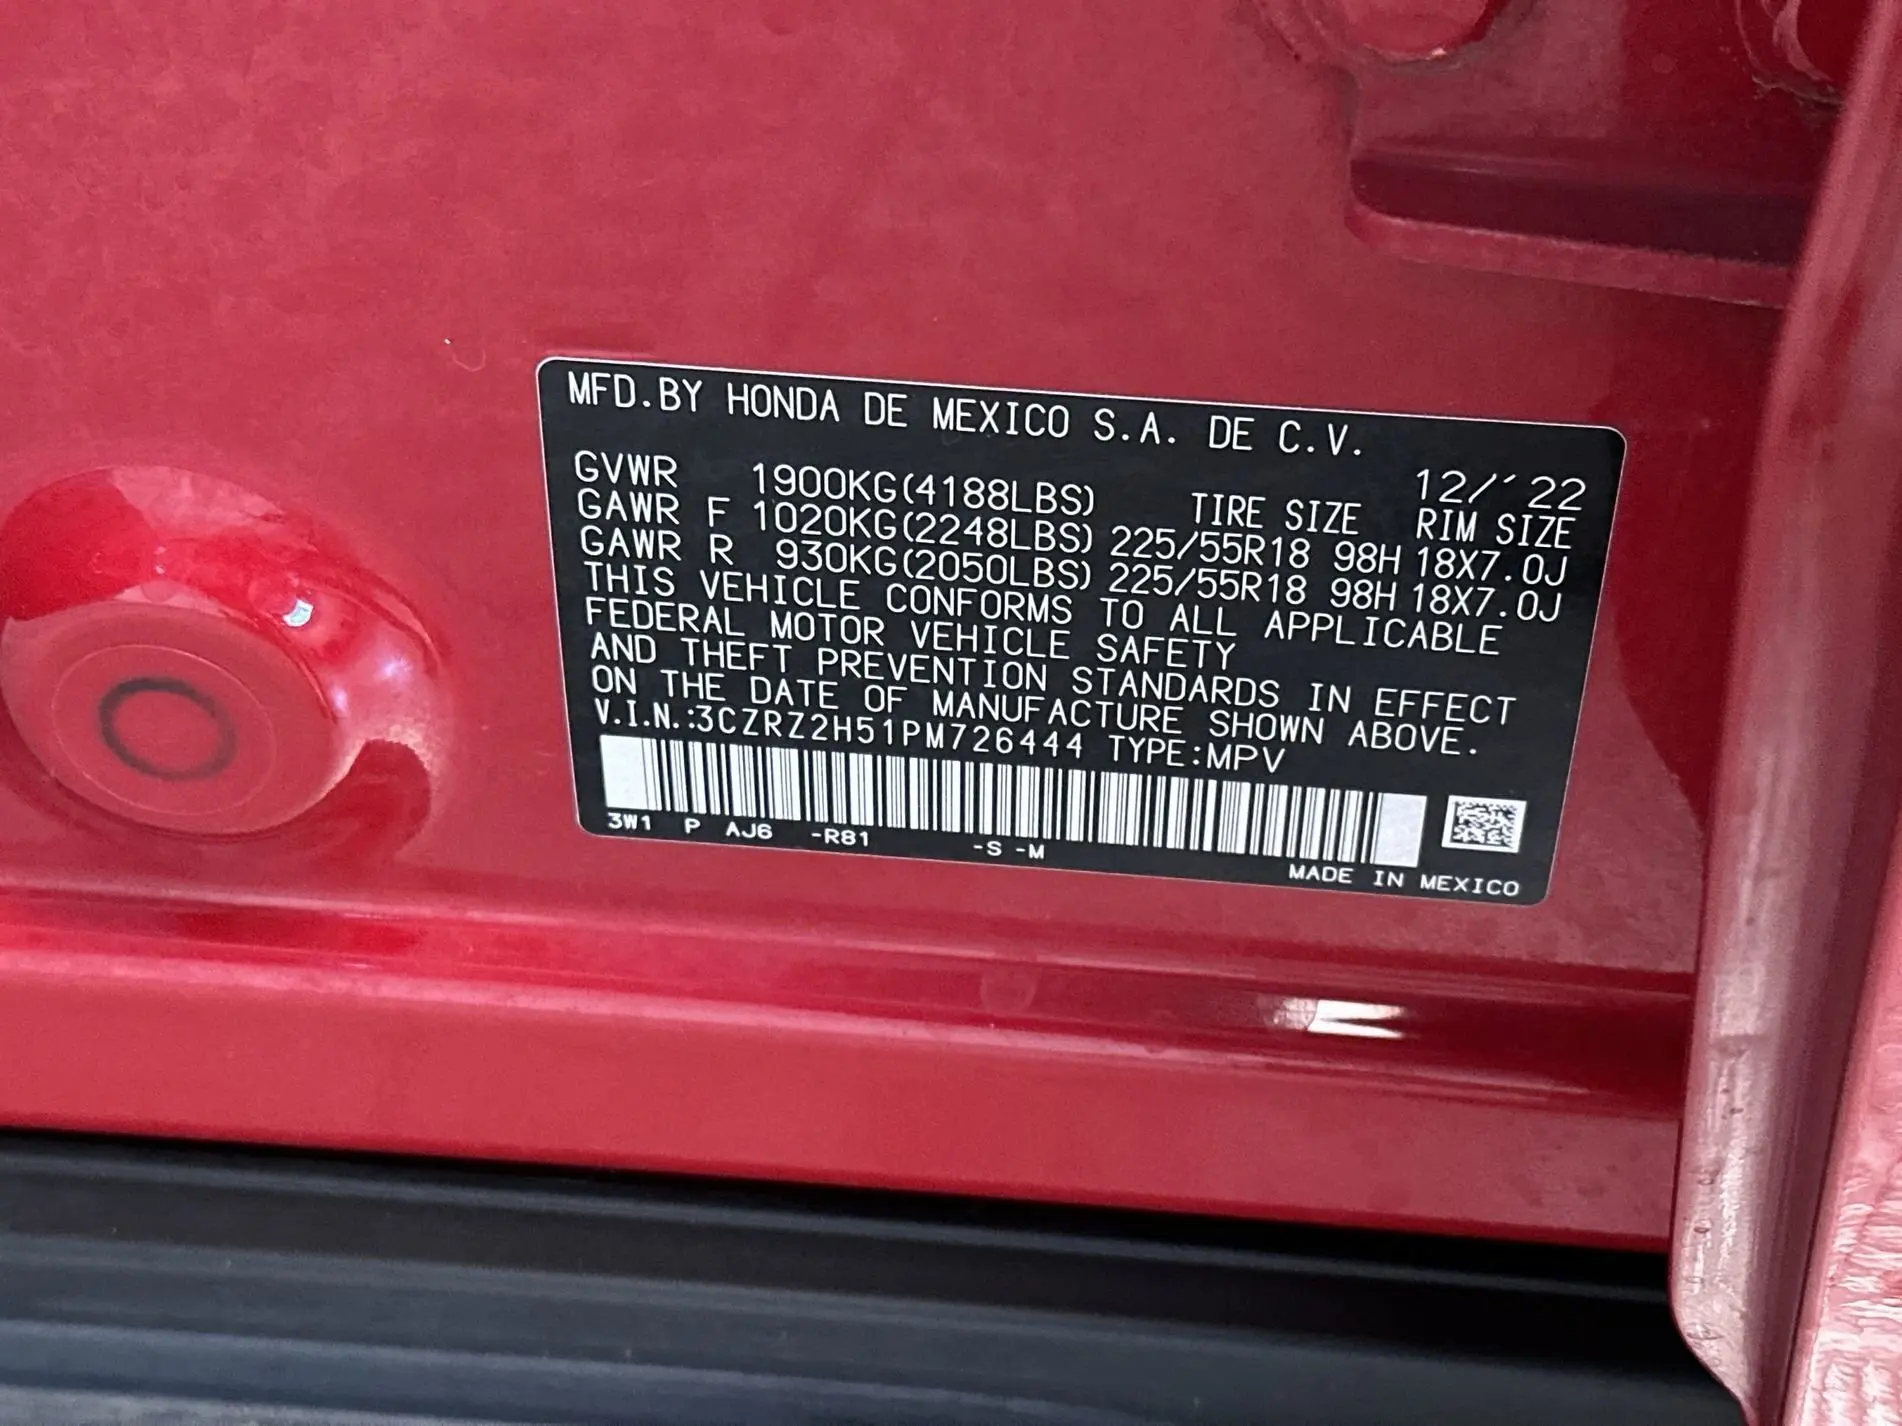 MFD.BY HONDA DE MEXICO S.A. DE C.V.
12/'22
GVWR 1900KG(4188LBS) TIRE SIZE RIM SIZE
GAWR F 1020KG(2248LBS) 225/55R18 98H 18X7.0J
GAWR R 930KG(2050LBS) 225/55R18 98H 18X7.0J
THIS VEHICLE CONFORMS TO ALL APPLICABLE
FEDERAL MOTOR VEHICLE SAFETY
AND THEFT PREVENTION STANDARDS IN EFFECT
ON THE DATE OF MANUFACTURE SHOWN ABOVE.
V.I.N.:3CZRZ2H51PM726444 TYPE:MPV
3W1 P AJ6 -R81 -S -M
MADE IN MEXICO